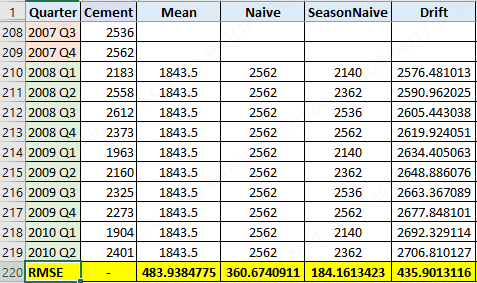 1 Quarter Cement Mean Naive SeasonNaive Drift
208 2007 Q3 2536
209 2007 Q4 2562
210 2008 Q1 2183 1843.5 2562 2140 2576.481013
211 2008 Q2 2558 1843.5 2562 2362 2590.962025
212 2008 Q3 2612 1843.5 2562 2536 2605.443038
213 2008 Q4 2373 1843.5 2562 2562 2619.924051
214 2009 Q1 1963 1843.5 2562 2140 2634.405063
215 2009 Q2 2160 1843.5 2562 2362 2648.886076
216 2009 Q3 2325 1843.5 2562 2536 2663.367089
217 2009 Q4 2273 1843.5 2562 2562 2677.848101
218 2010 Q1 1904 1843.5 2562 2140 2692.329114
219 2010 Q2 2401 1843.5 2562 2362 2706.810127
220 RMSE - 483.9384775 360.6740911 184.1613423 435.9013116